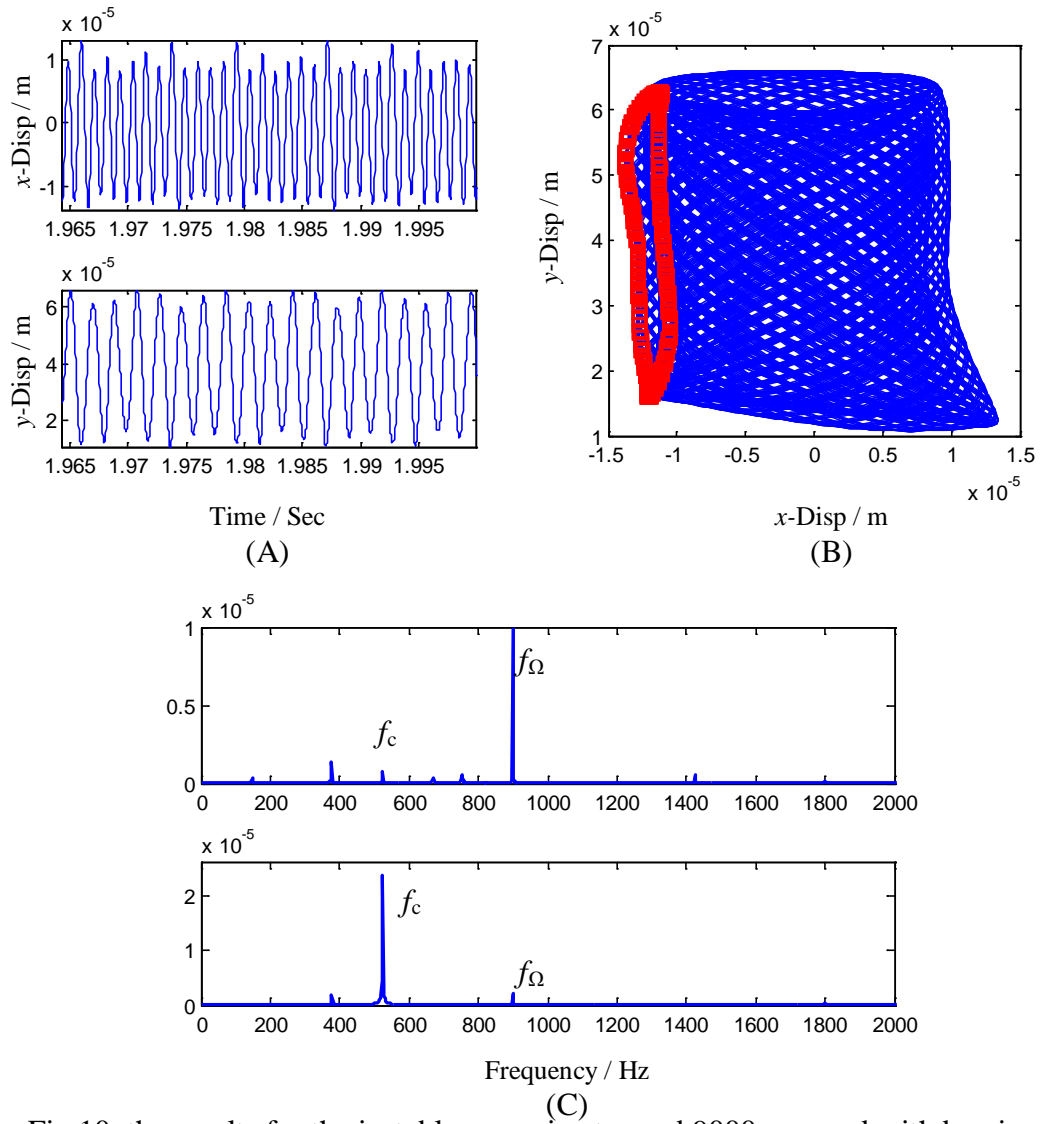 x 10-5
1
0
-1
x-Disp / m
1.965 1.97 1.975 1.98 1.985 1.99 1.995
x 10-5
6
4
2
y-Disp / m
1.965 1.97 1.975 1.98 1.985 1.99 1.995
Time / Sec
(A)
x 10-5
7
6
5
4
3
2
1
y-Disp / m
-1.5 -1 -0.5 0 0.5 1 1.5
x 10-5
x-Disp / m
(B)
x 10-5
1
0.5
0
fc
fΩ
0 200 400 600 800 1000 1200 1400 1600 1800 2000
x 10-5
2
1
0
fc
fΩ
0 200 400 600 800 1000 1200 1400 1600 1800 2000
Frequency / Hz
(C)